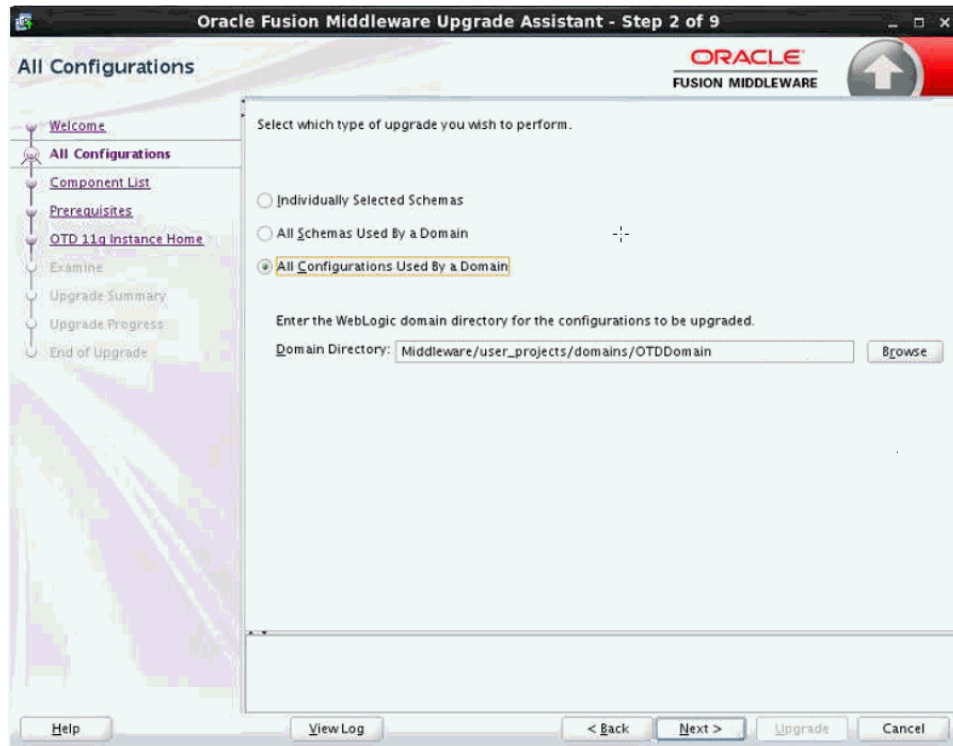 Oracle Fusion Middleware Upgrade Assistant - Step 2 of 9
All Configurations
ORACLE
FUSION MIDDLEWARE
Welcome
All Configurations
Component List
Prerequisites
OTD 11g Instance Home
Examine
Upgrade Summary
Upgrade Progress
End of Upgrade
Select which type of upgrade you wish to perform.
Individually Selected Schemas
All Schemas Used By a Domain
All Configurations Used By a Domain
Enter the WebLogic domain directory for the configurations to be upgraded.
Domain Directory: Middleware/user_projects/domains/OTDDomain Browse
Help View Log < Back Next > Upgrade Cancel